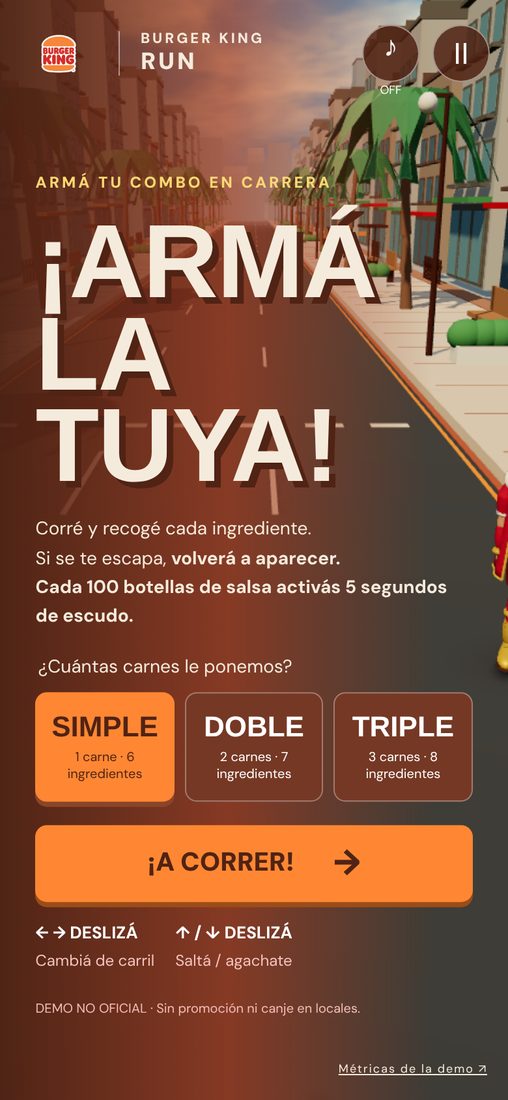 BURGER
KING
BURGER KING
RUN
♪
OFF
ARMÁ TU COMBO EN CARRERA
¡ARMÁ
LA
TUYA!
Corré y recogé cada ingrediente.
Si se te escapa, volverá a aparecer.
Cada 100 botellas de salsa activás 5 segundos
de escudo.
¿Cuántas carnes le ponemos?
SIMPLE
1 carne · 6
ingredientes
DOBLE
2 carnes · 7
ingredientes
TRIPLE
3 carnes · 8
ingredientes
¡A CORRER! →
← → DESLIZÁ
Cambiá de carril
↑ / ↓ DESLIZÁ
Saltá / agachate
DEMO NO OFICIAL · Sin promoción ni canje en locales.
Métricas de la demo ↗